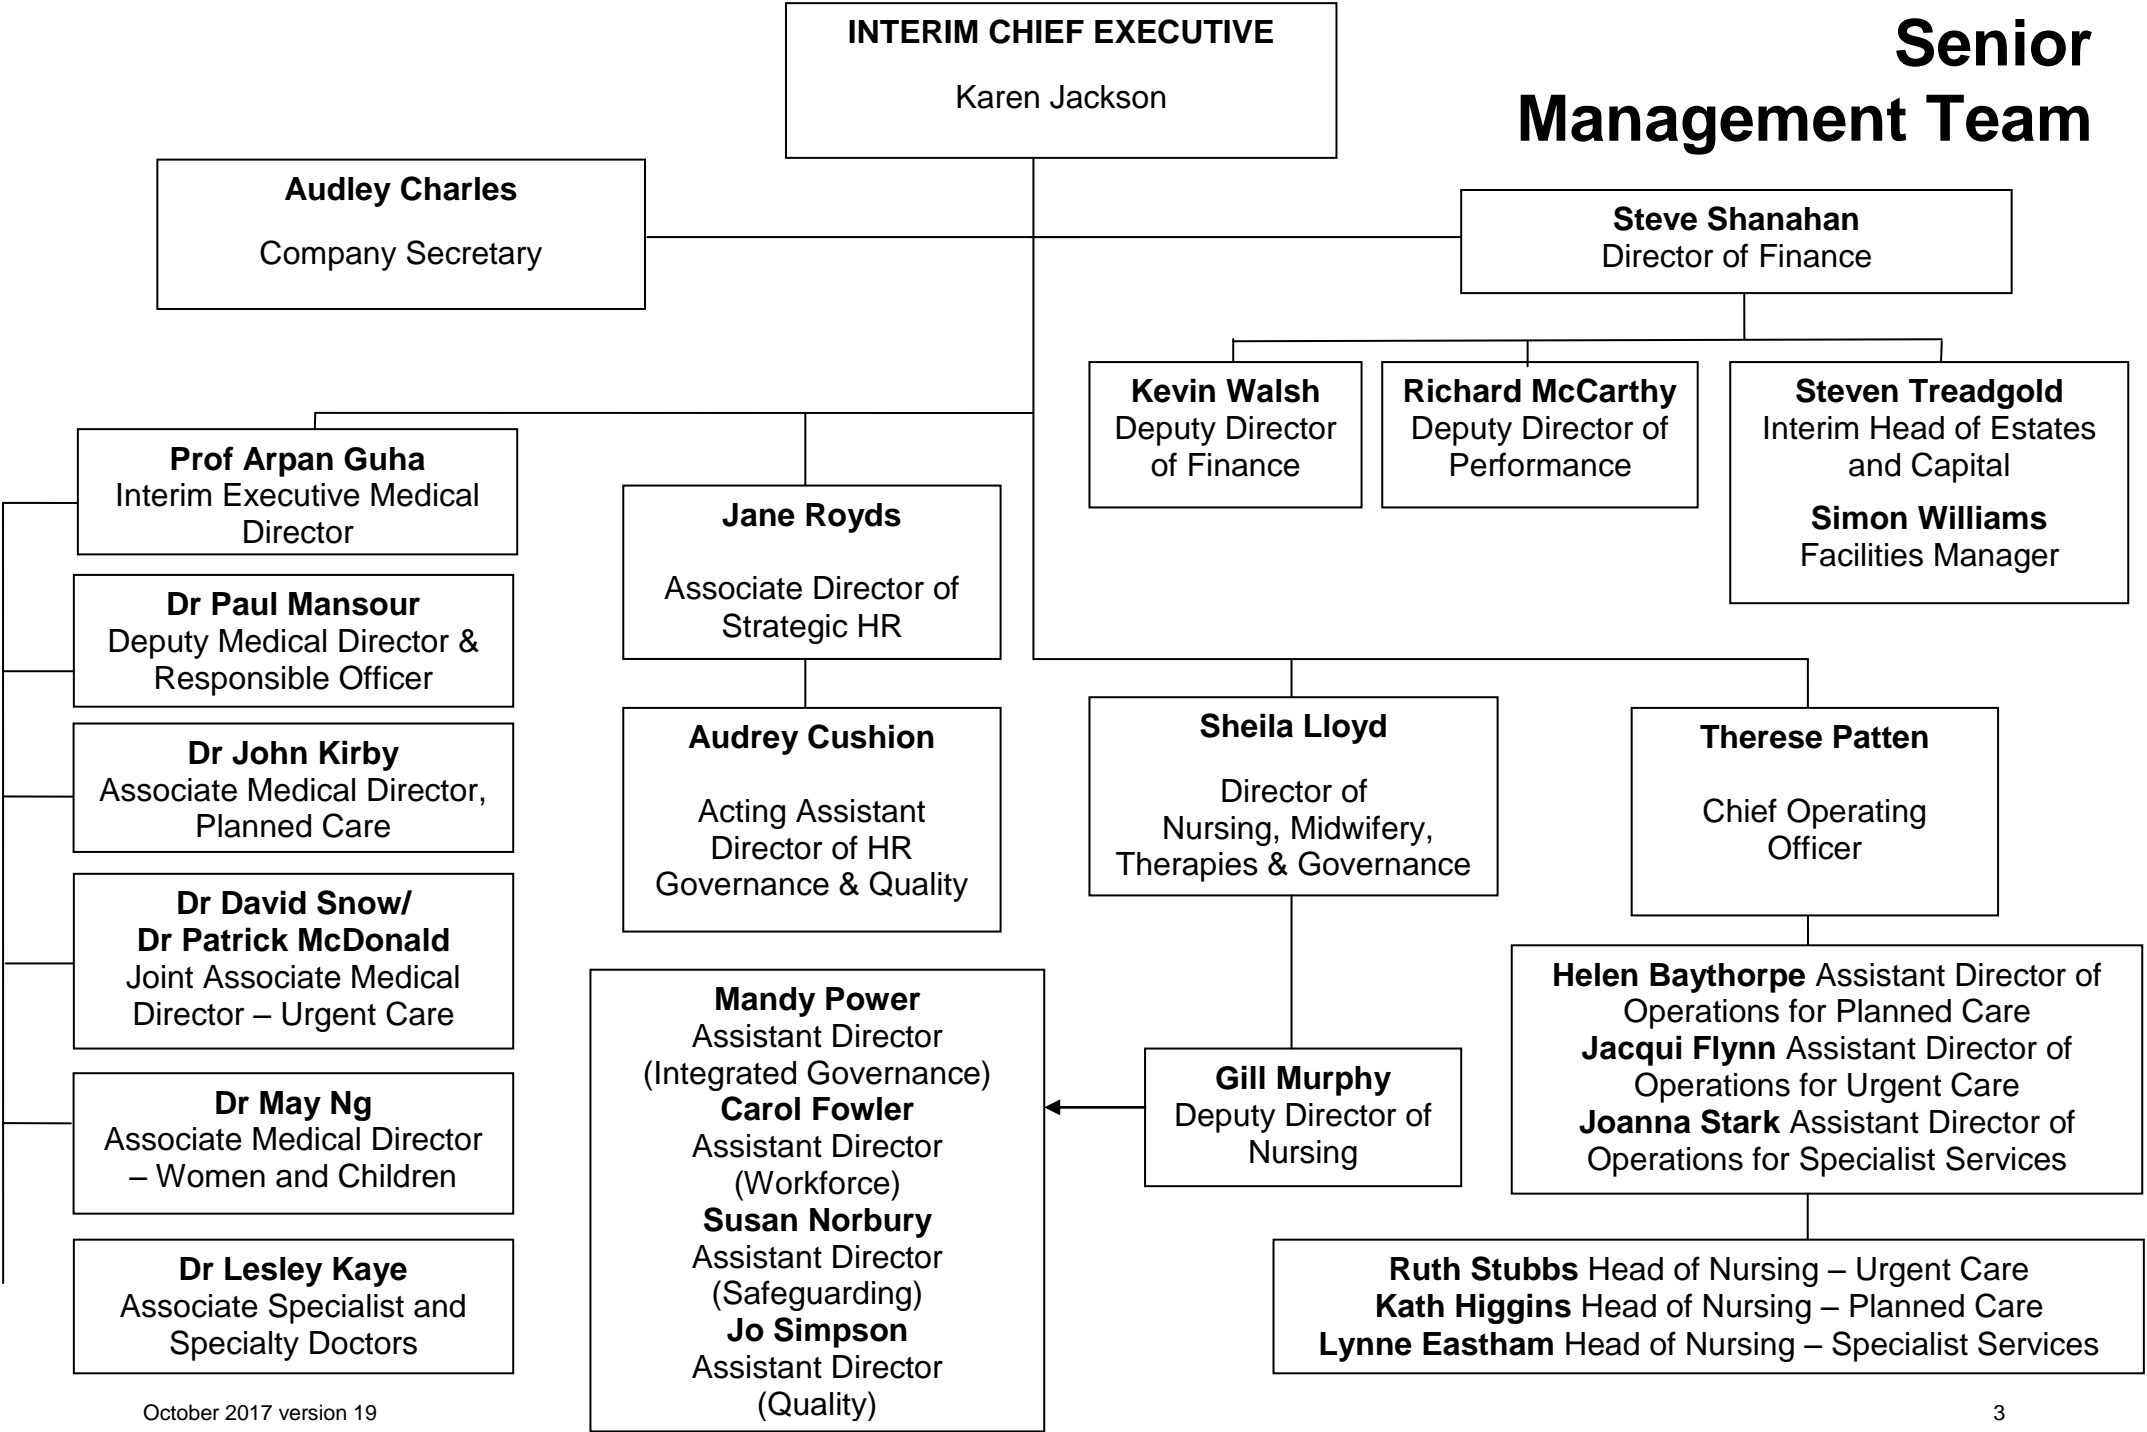 INTERIM CHIEF EXECUTIVE
Karen Jackson
Senior
Management Team
Audley Charles
Company Secretary
Steve Shanahan
Director of Finance
Kevin Walsh
Deputy Director
of Finance
Richard McCarthy
Deputy Director of
Performance
Steven Treadgold
Interim Head of Estates
and Capital
Simon Williams
Facilities Manager
Prof Arpan Guha
Interim Executive Medical
Director
Dr Paul Mansour
Deputy Medical Director &
Responsible Officer
Dr John Kirby
Associate Medical Director,
Planned Care
Dr David Snow/
Dr Patrick McDonald
Joint Associate Medical
Director – Urgent Care
Dr May Ng
Associate Medical Director
– Women and Children
Dr Lesley Kaye
Associate Specialist and
Specialty Doctors
Jane Royds
Associate Director of
Strategic HR
Audrey Cushion
Acting Assistant
Director of HR
Governance & Quality
Sheila Lloyd
Director of
Nursing, Midwifery,
Therapies & Governance
Therese Patten
Chief Operating
Officer
Mandy Power
Assistant Director
(Integrated Governance)
Carol Fowler
Assistant Director
(Workforce)
Susan Norbury
Assistant Director
(Safeguarding)
Jo Simpson
Assistant Director
(Quality)
Gill Murphy
Deputy Director of
Nursing
Helen Baythorpe Assistant Director of
Operations for Planned Care
Jacqui Flynn Assistant Director of
Operations for Urgent Care
Joanna Stark Assistant Director of
Operations for Specialist Services
Ruth Stubbs Head of Nursing – Urgent Care
Kath Higgins Head of Nursing – Planned Care
Lynne Eastham Head of Nursing – Specialist Services
October 2017 version 19
3